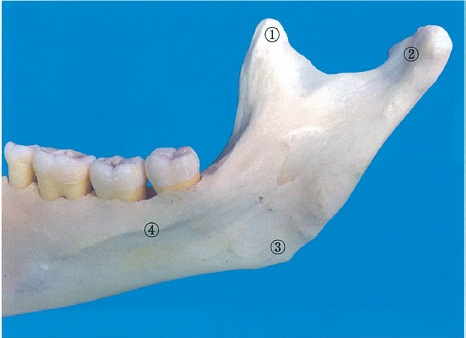 ①
②
③
④